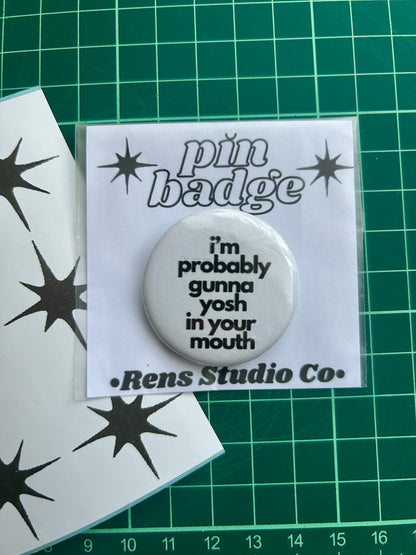 pin
badge
i'm
probably
gunna
yosh
in your
mouth
•Rens Studio Co•
8 9 10 11 12 13 14 15 16